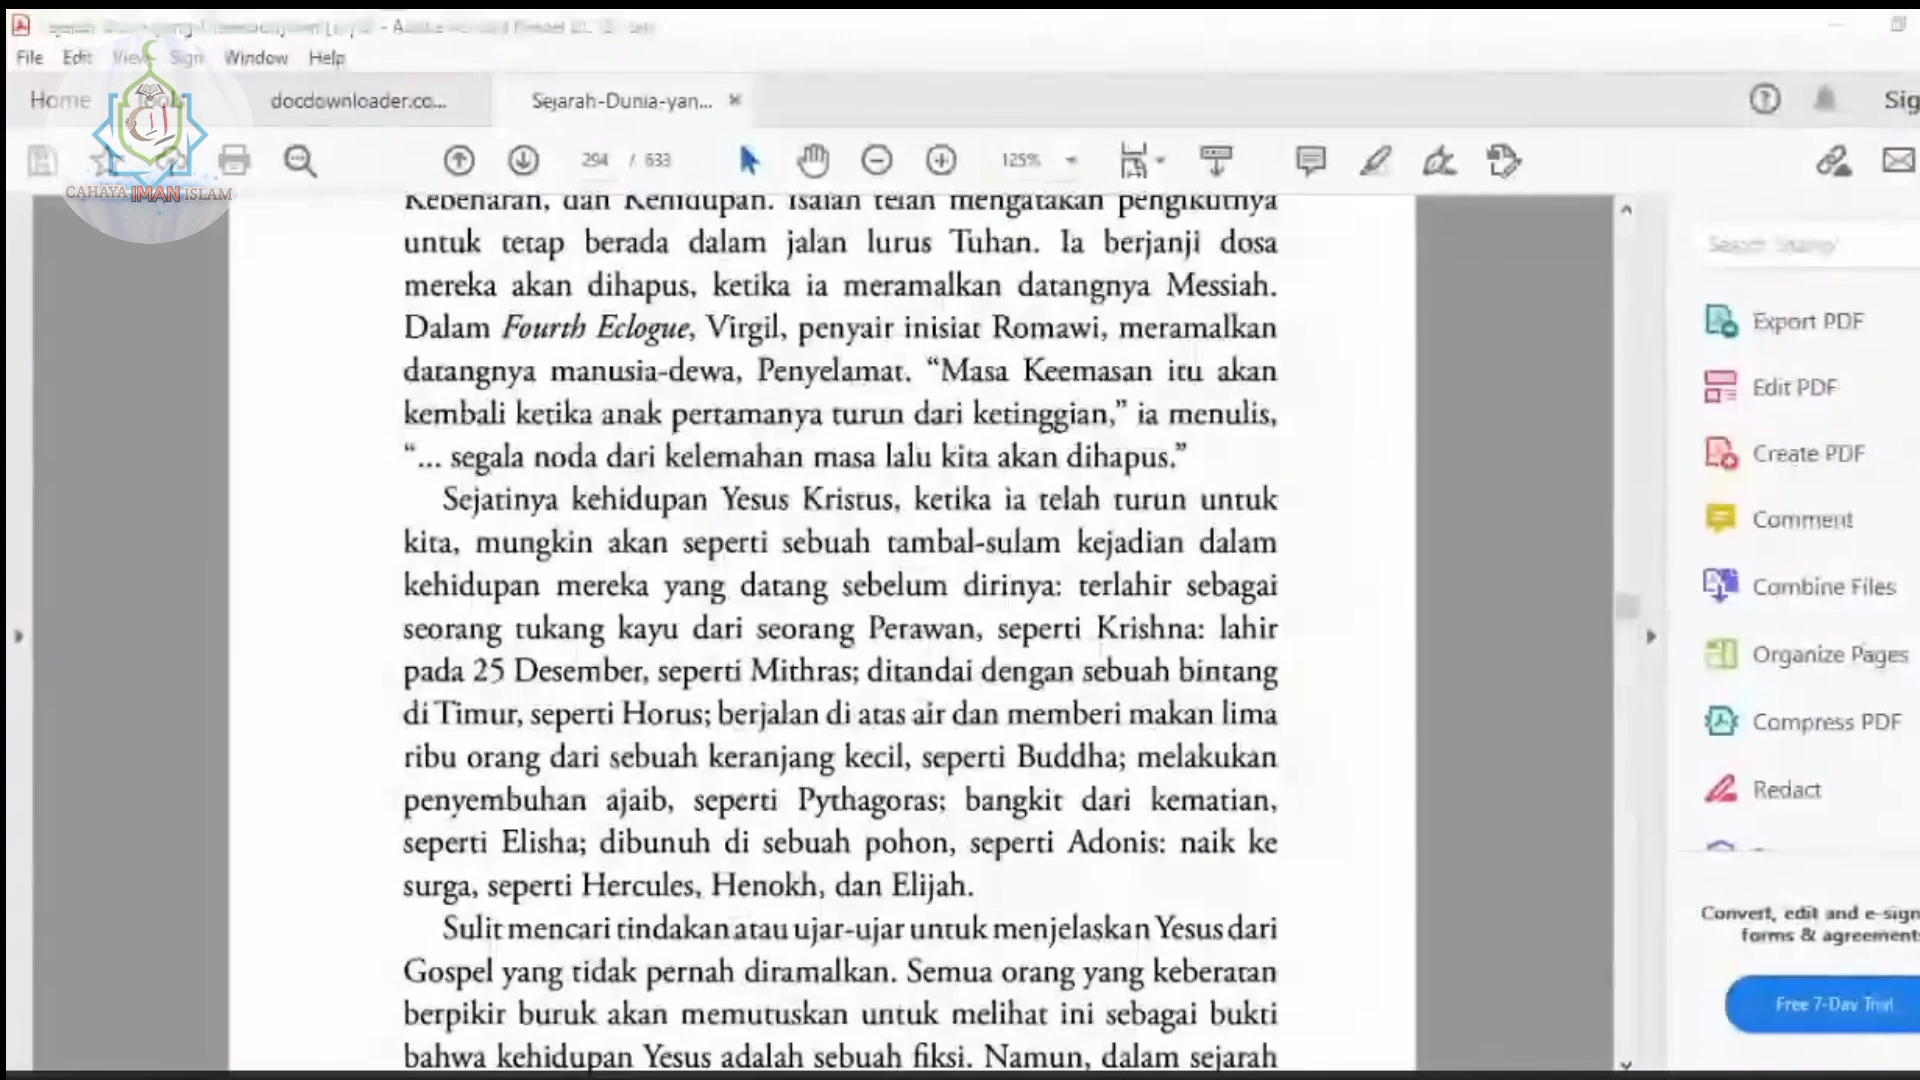 File Edit View Sign Window Help
Home Tools docdownloader.co... Sejarah-Dunia-yan... Sig
294 / 633 125%
CAHAYA IMAN ISLAM
Kebenaran, dan Kehidupan. Isaiah telah mengatakan pengikutnya
untuk tetap berada dalam jalan lurus Tuhan. Ia berjanji dosa
mereka akan dihapus, ketika ia meramalkan datangnya Messiah.
Dalam Fourth Eclogue, Virgil, penyair inisiat Romawi, meramalkan
datangnya manusia-dewa, Penyelamat. “Masa Keemasan itu akan
kembali ketika anak pertamanya turun dari ketinggian,” ia menulis,
“... segala noda dari kelemahan masa lalu kita akan dihapus.”
Sejatinya kehidupan Yesus Kristus, ketika ia telah turun untuk
kita, mungkin akan seperti sebuah tambal-sulam kejadian dalam
kehidupan mereka yang datang sebelum dirinya: terlahir sebagai
seorang tukang kayu dari seorang Perawan, seperti Krishna: lahir
pada 25 Desember, seperti Mithras; ditandai dengan sebuah bintang
di Timur, seperti Horus; berjalan di atas air dan memberi makan lima
ribu orang dari sebuah keranjang kecil, seperti Buddha; melakukan
penyembuhan ajaib, seperti Pythagoras; bangkit dari kematian,
seperti Elisha; dibunuh di sebuah pohon, seperti Adonis: naik ke
surga, seperti Hercules, Henokh, dan Elijah.
Sulit mencari tindakan atau ujar-ujar untuk menjelaskan Yesus dari
Gospel yang tidak pernah diramalkan. Semua orang yang keberatan
berpikir buruk akan memutuskan untuk melihat ini sebagai bukti
bahwa kehidupan Yesus adalah sebuah fiksi. Namun, dalam sejarah
Search 'Stamp'
Export PDF
Edit PDF
Create PDF
Comment
Combine Files
Organize Pages
Compress PDF
Redact
Convert, edit and e-sign
forms & agreements
Free 7-Day Trial